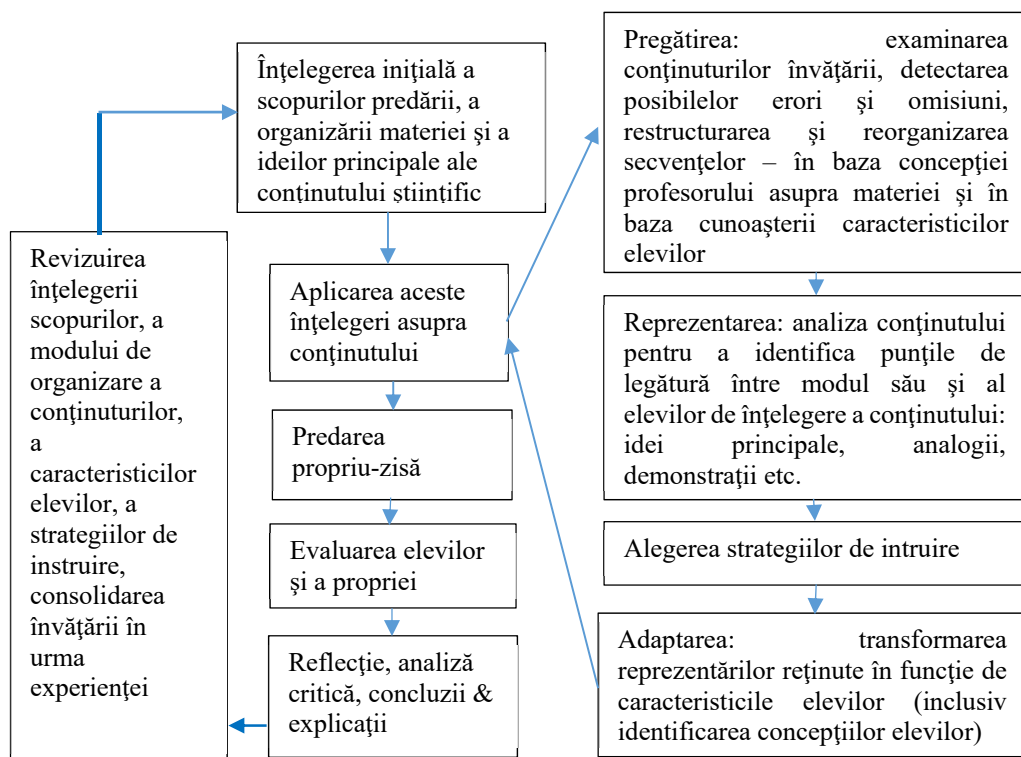 Înţelegerea iniţială a
scopurilor predării, a
organizării materiei şi a
ideilor principale ale
conţinutului ştiinţific
Aplicarea aceste
înţelegeri asupra
conţinutului
Predarea
propriu-zisă
Evaluarea elevilor
şi a propriei
Reflecţie, analiză
critică, concluzii &
explicaţii
Revizuirea
înţelegerii
scopurilor, a
modului de
organizare a
conţinuturilor,
a
caracteristicilor
elevilor, a
strategiilor de
instruire,
consolidarea
învăţării în
urma
experienţei
Pregătirea: examinarea
conţinuturilor învăţării, detectarea
posibilelor erori şi omisiuni,
restructurarea şi reorganizarea
secvenţelor – în baza concepţiei
profesorului asupra materiei şi în
baza cunoaşterii caracteristicilor
elevilor
Reprezentarea: analiza conţinutului
pentru a identifica punţile de
legătură între modul său şi al
elevilor de înţelegere a conţinutului:
idei principale, analogii,
demonstraţii etc.
Alegerea strategiilor de intruire
Adaptarea: transformarea
reprezentărilor reţinute în funcţie de
caracteristicile elevilor (inclusiv
identificarea concepţiilor elevilor)